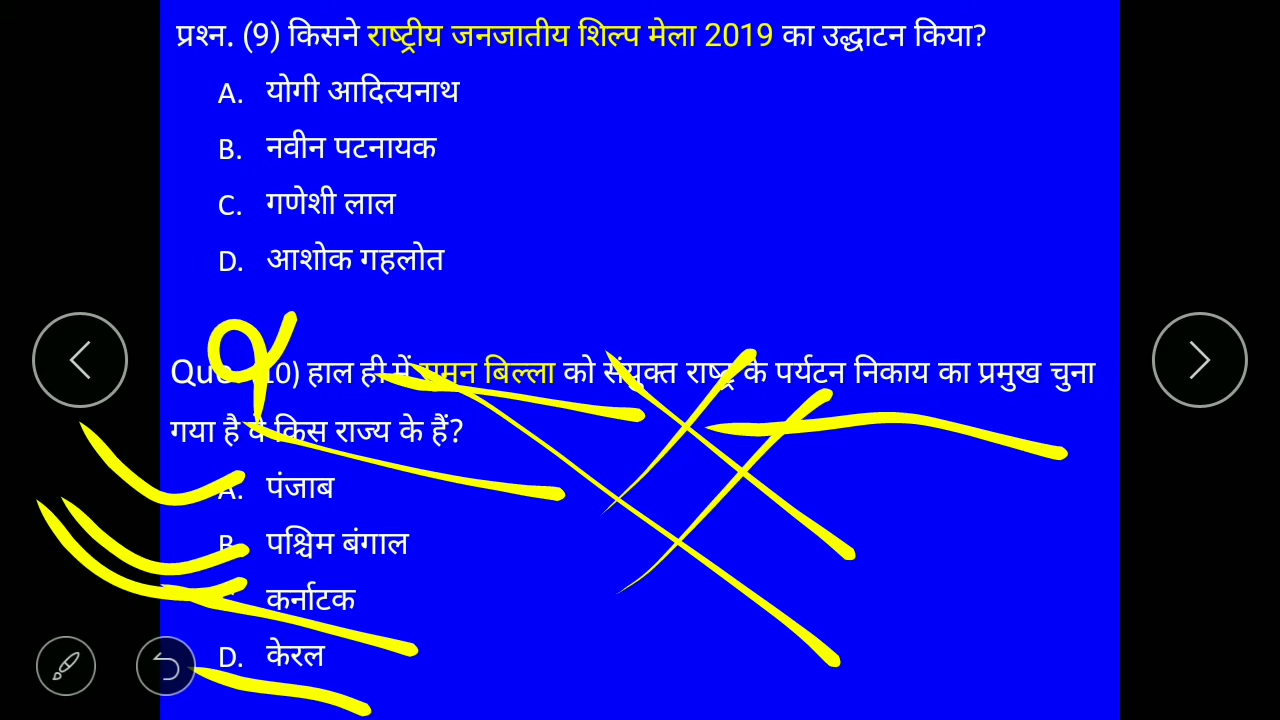 प्रश्न. (9) किसने राष्ट्रीय जनजातीय शिल्प मेला 2019 का उद्धाटन किया?
A. योगी आदित्यनाथ
B. नवीन पटनायक
C. गणेशी लाल
D. आशोक गहलोत
10) हाल ही में बिल्ला को संयुक्त राष्ट्र के पर्यटन निकाय का प्रमुख चुना
गया है वे किस राज्य के हैं?
A. पंजाब
B. पश्चिम बंगाल
कर्नाटक
D. केरल